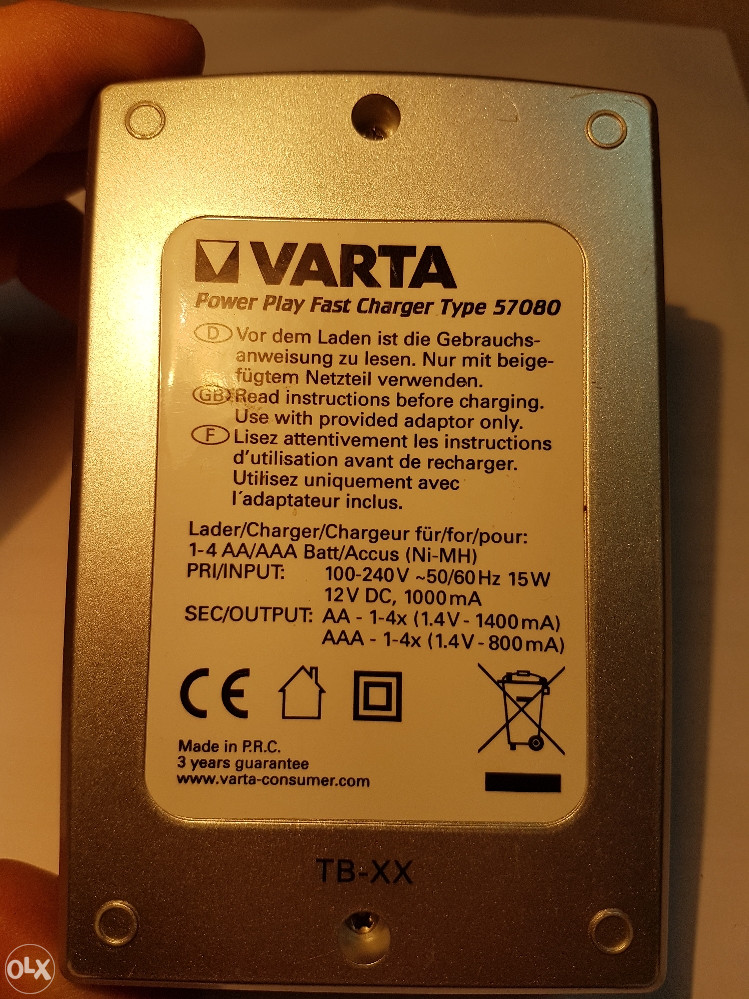 VARTA
Power Play Fast Charger Type 57080
D Vor dem Laden ist die Gebrauchs-
anweisung zu lesen. Nur mit beige-
fügtem Netzteil verwenden.
GB Read instructions before charging.
Use with provided adaptor only.
F Lisez attentivement les instructions
d'utilisation avant de recharger.
Utilisez uniquement avec
l´adaptateur inclus.
Lader/Charger/Chargeur für/for/pour:
1-4 AA/AAA Batt/Accus (Ni-MH)
PRI/INPUT: 100-240V ~50/60Hz 15W
12V DC, 1000mA
SEC/OUTPUT: AA - 1-4x (1.4V - 1400mA)
AAA - 1-4x (1.4V - 800mA)
CE
Made in P.R.C.
3 years guarantee
www.varta-consumer.com
TB-XX
OLX